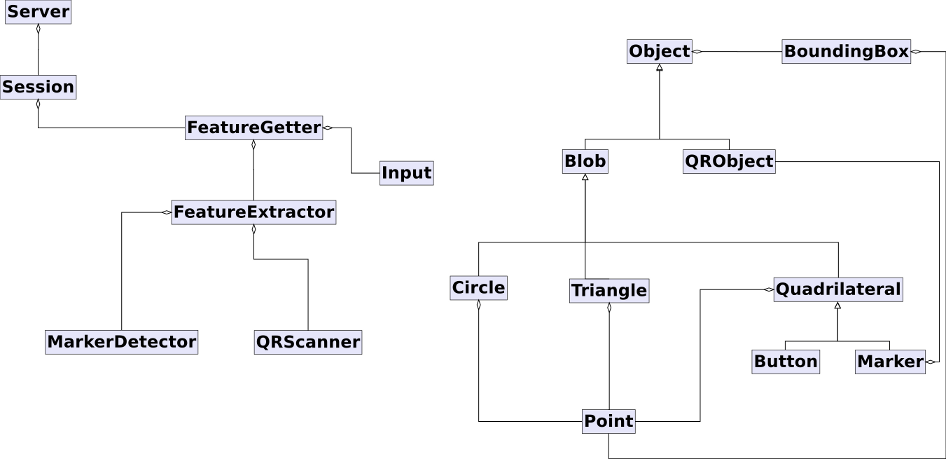 Server
Session
FeatureGetter
Input
FeatureExtractor
MarkerDetector
QRScanner
Object
BoundingBox
Blob
QRObject
Circle
Triangle
Quadrilateral
Button
Marker
Point